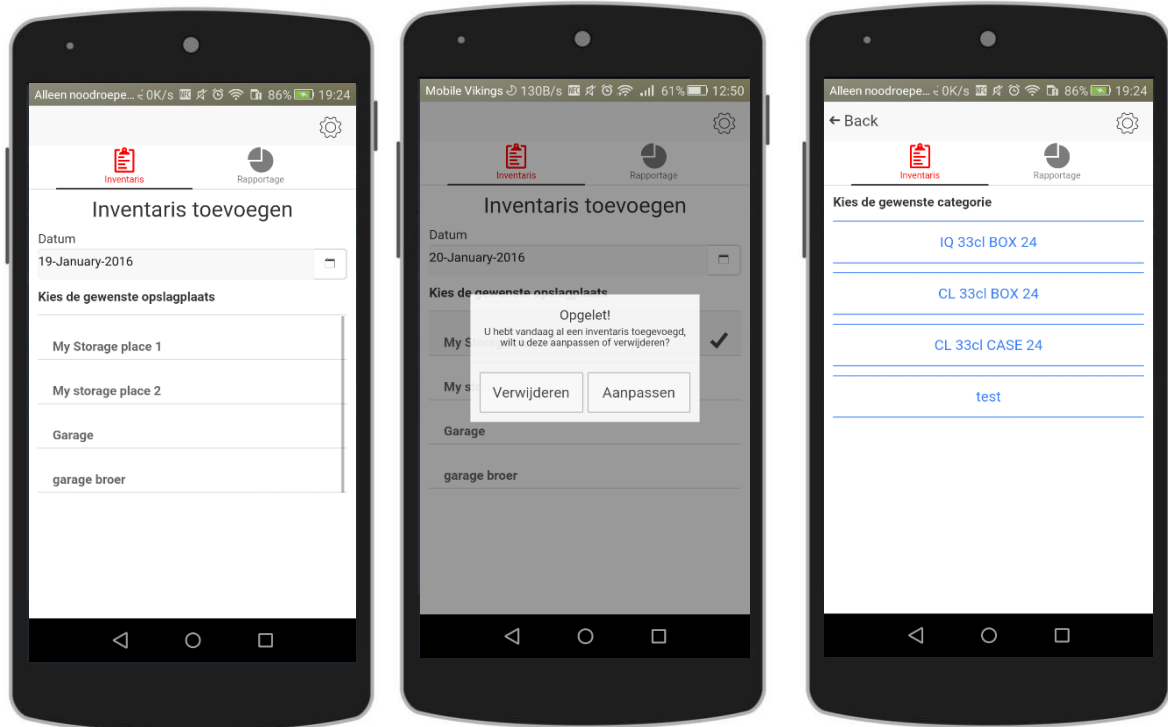 Alleen noodroepe... 0K/s 86% 19:24
Inventaris
Rapportage
Inventaris toevoegen
Datum
19-January-2016
Kies de gewenste opslagplaats
My Storage place 1
My storage place 2
Garage
garage broer
Mobile Vikings 130B/s 61% 12:50
Inventaris
Rapportage
Inventaris toevoegen
Datum
20-January-2016
Kies de gewenste opslagplaats
Opgelet!
U hebt vandaag al een inventaris toegevoegd,
wilt u deze aanpassen of verwijderen?
My S
My s
Verwijderen
Aanpassen
Garage
garage broer
Alleen noodroepe... 0K/s 86% 19:24
Back
Inventaris
Rapportage
Kies de gewenste categorie
IQ 33cl BOX 24
CL 33cl BOX 24
CL 33cl CASE 24
test